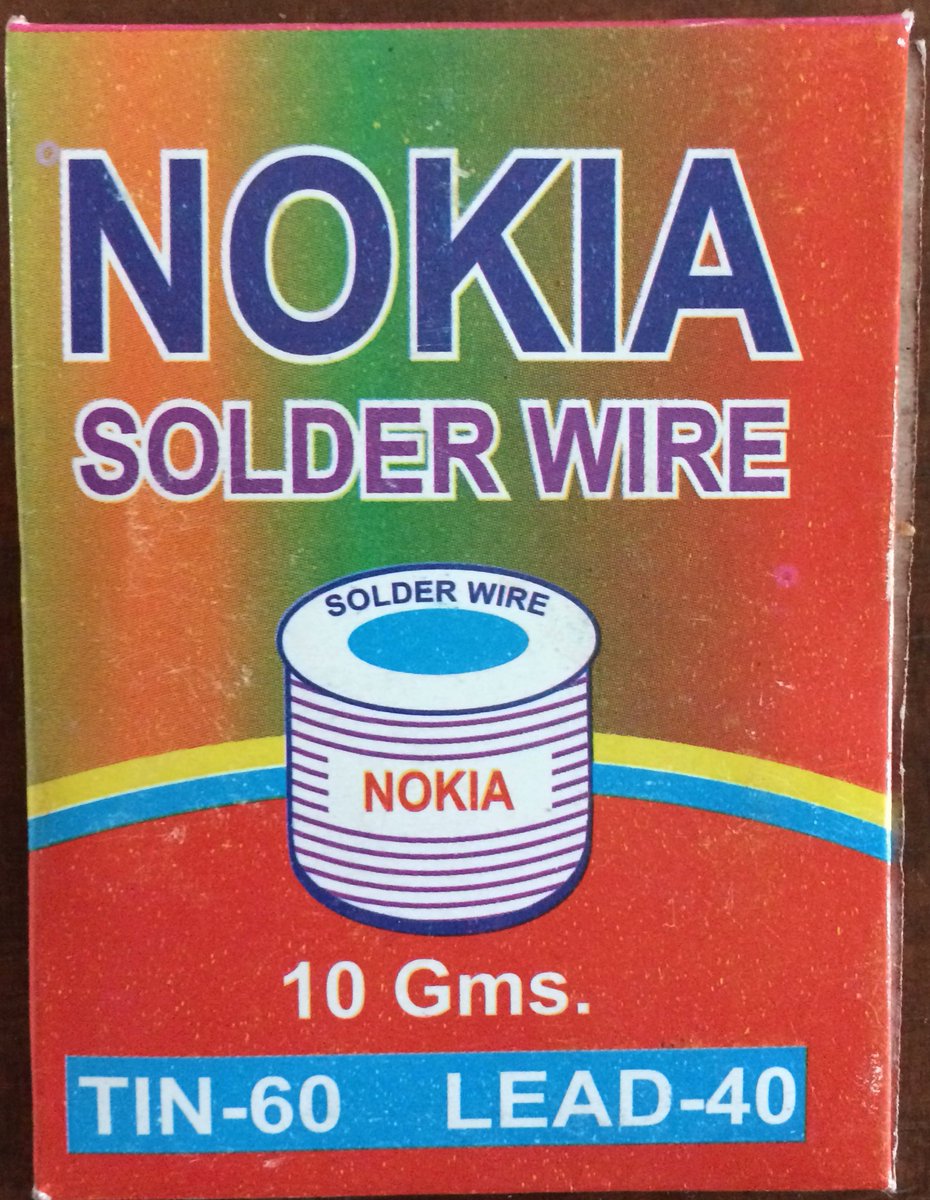 NOKIA
SOLDER WIRE
SOLDER WIRE
NOKIA
10 Gms.
TIN-60 LEAD-40